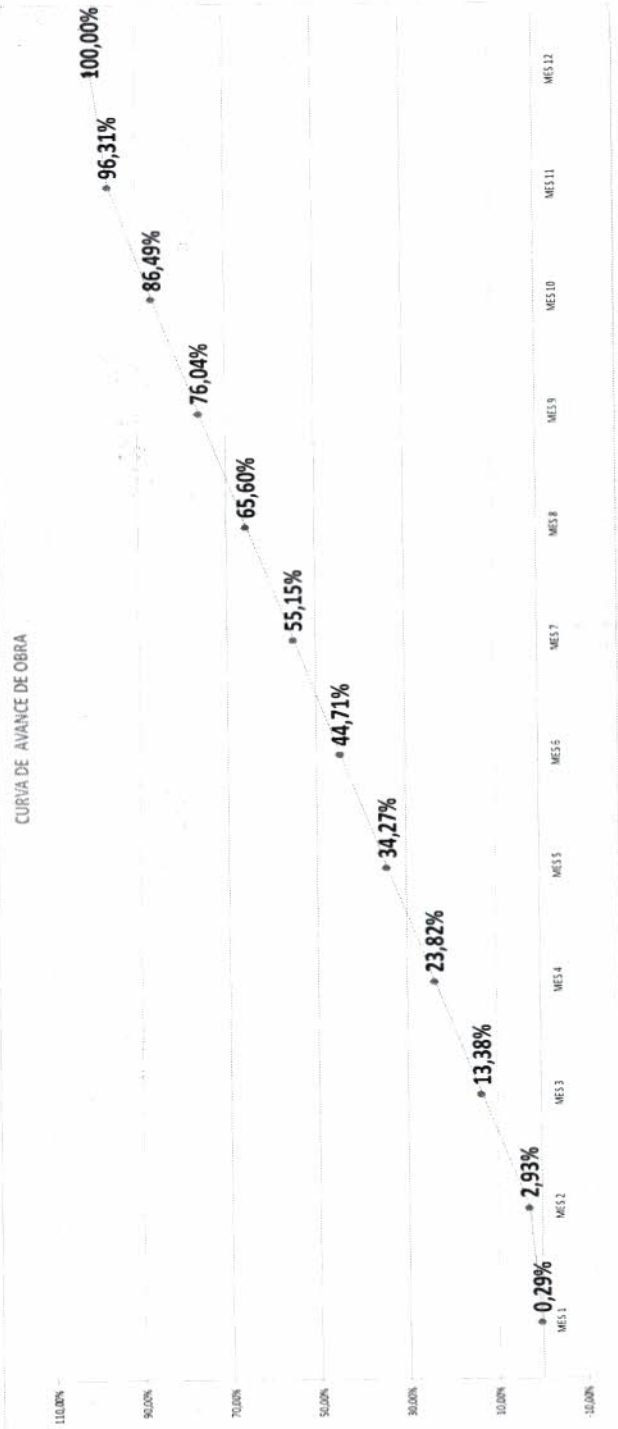 CURVA DE AVANCE DE OBRA
110,00%
90,00%
70,00%
50,00%
30,00%
10,00%
-10,00%
0,29%
2,93%
13,38%
23,82%
34,27%
44,71%
55,15%
65,60%
76,04%
86,49%
96,31%
100,00%
MES 1
MES 2
MES 3
MES 4
MES 5
MES 6
MES 7
MES 8
MES 9
MES 10
MES 11
MES 12